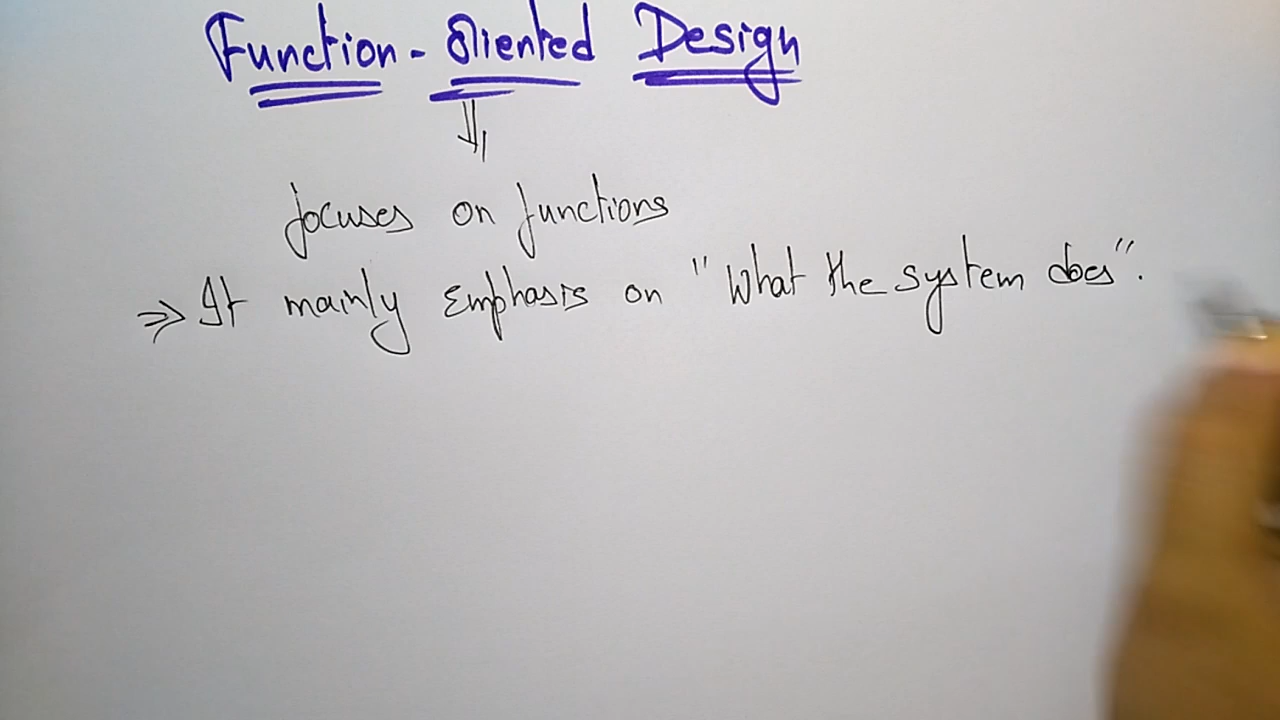 Function-Oriented Design
focuses on functions
⇒ It mainly Emphasis on "What the system does".